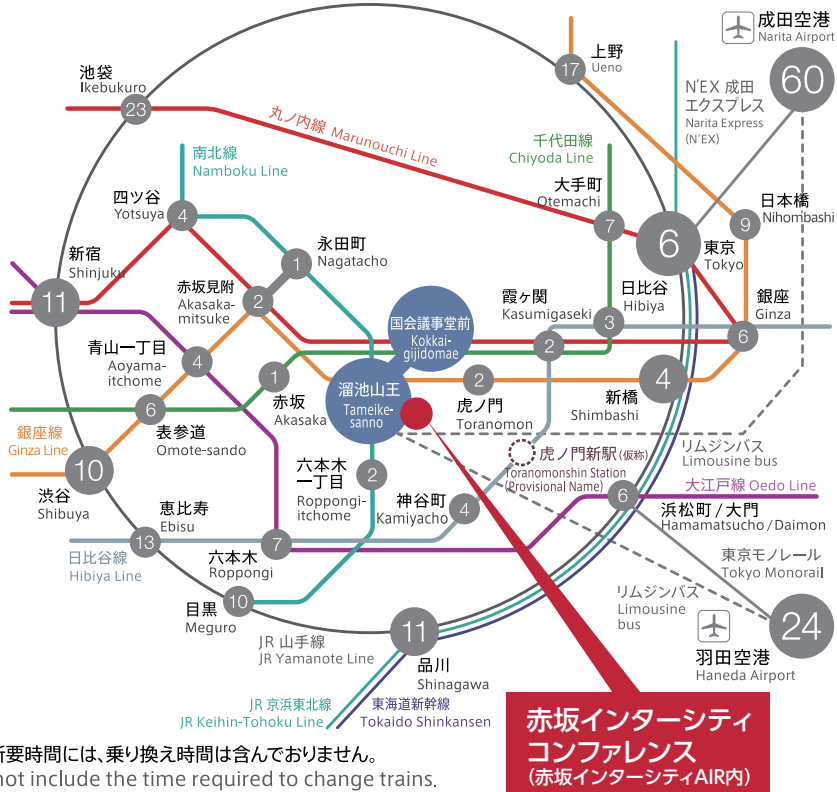 成田空港
Narita Airport
60
上野
Ueno
17
池袋
Ikebukuro
23
N'EX 成田
エクスプレス
Narita Express
(N'EX)
丸ノ内線 Marunouchi Line
千代田線
Chiyoda Line
南北線
Namboku Line
大手町
Otemachi
7
四ツ谷
Yotsuya
4
日本橋
Nihombashi
9
6
東京
Tokyo
永田町
Nagatacho
1
新宿
Shinjuku
11
赤坂見附
Akasaka-
mitsuke
2
国会議事堂前
Kokkai-
gijidomae
霞ヶ関
Kasumigaseki
2
日比谷
Hibiya
3
銀座
Ginza
6
青山一丁目
Aoyama-
itchome
4
赤坂
Akasaka
1
溜池山王
Tameike-
sanno
虎ノ門
Toranomon
2
新橋
Shimbashi
4
銀座線
Ginza Line
表参道
Omote-sando
6
渋谷
Shibuya
10
六本木
一丁目
Roppongi-
itchome
2
虎ノ門新駅(仮称)
Toranomonshin Station
(Provisional Name)
リムジンバス
Limousine bus
大江戸線 Oedo Line
神谷町
Kamiyacho
4
浜松町 / 大門
Hamamatsucho / Daimon
6
恵比寿
Ebisu
13
日比谷線
Hibiya Line
六本木
Roppongi
7
東京モノレール
Tokyo Monorail
目黒
Meguro
10
リムジンバス
Limousine
bus
24
羽田空港
Haneda Airport
JR 山手線
JR Yamanote Line
11
品川
Shinagawa
JR 京浜東北線
JR Keihin-Tohoku Line
東海道新幹線
Tokaido Shinkansen
赤坂インターシティ
コンファレンス
(赤坂インターシティAIR内)
所要時間には、乗り換え時間は含んでおりません。
not include the time required to change trains.